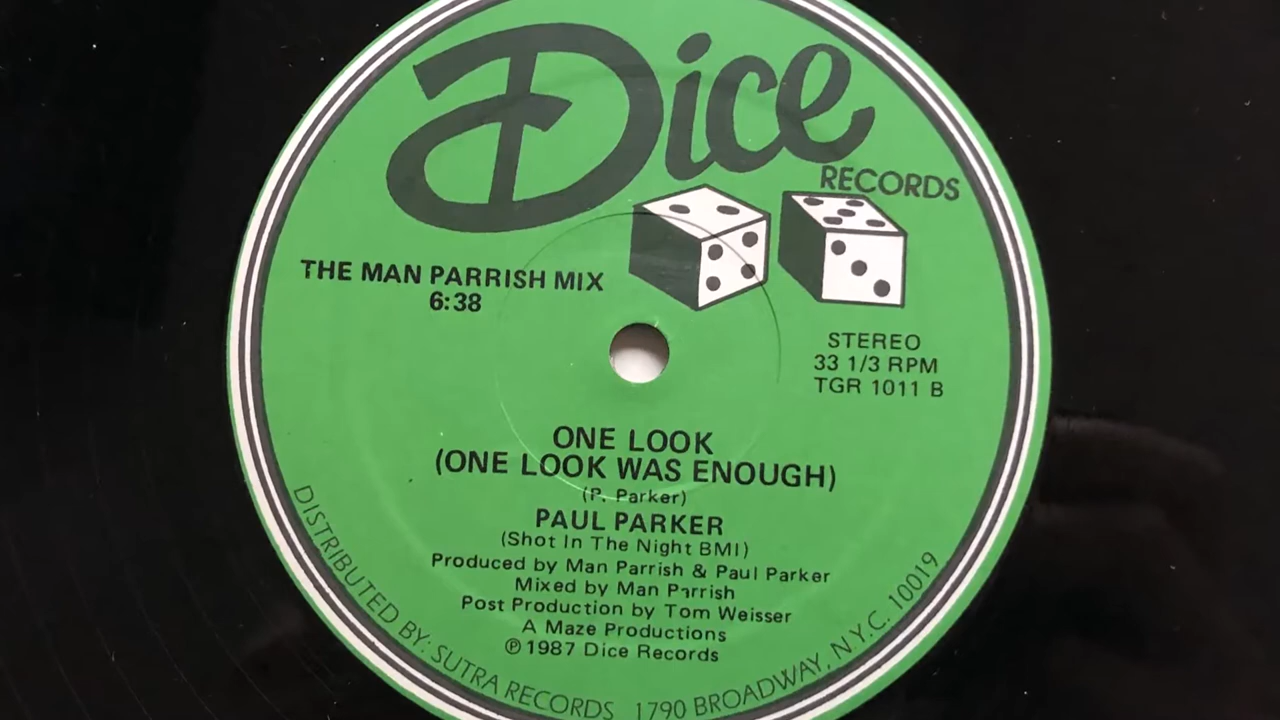 Dice
RECORDS
THE MAN PARRISH MIX
6:38
STEREO
33 1/3 RPM
TGR 1011 B
ONE LOOK
(ONE LOOK WAS ENOUGH)
(P. Parker)
PAUL PARKER
(Shot In The Night BMI)
Produced by Man Parrish & Paul Parker
Mixed by Man Parrish
Post Production by Tom Weisser
A Maze Productions
℗ 1987 Dice Records
DISTRIBUTED BY: SUTRA RECORDS 1790 BROADWAY, N.Y.C. 10019